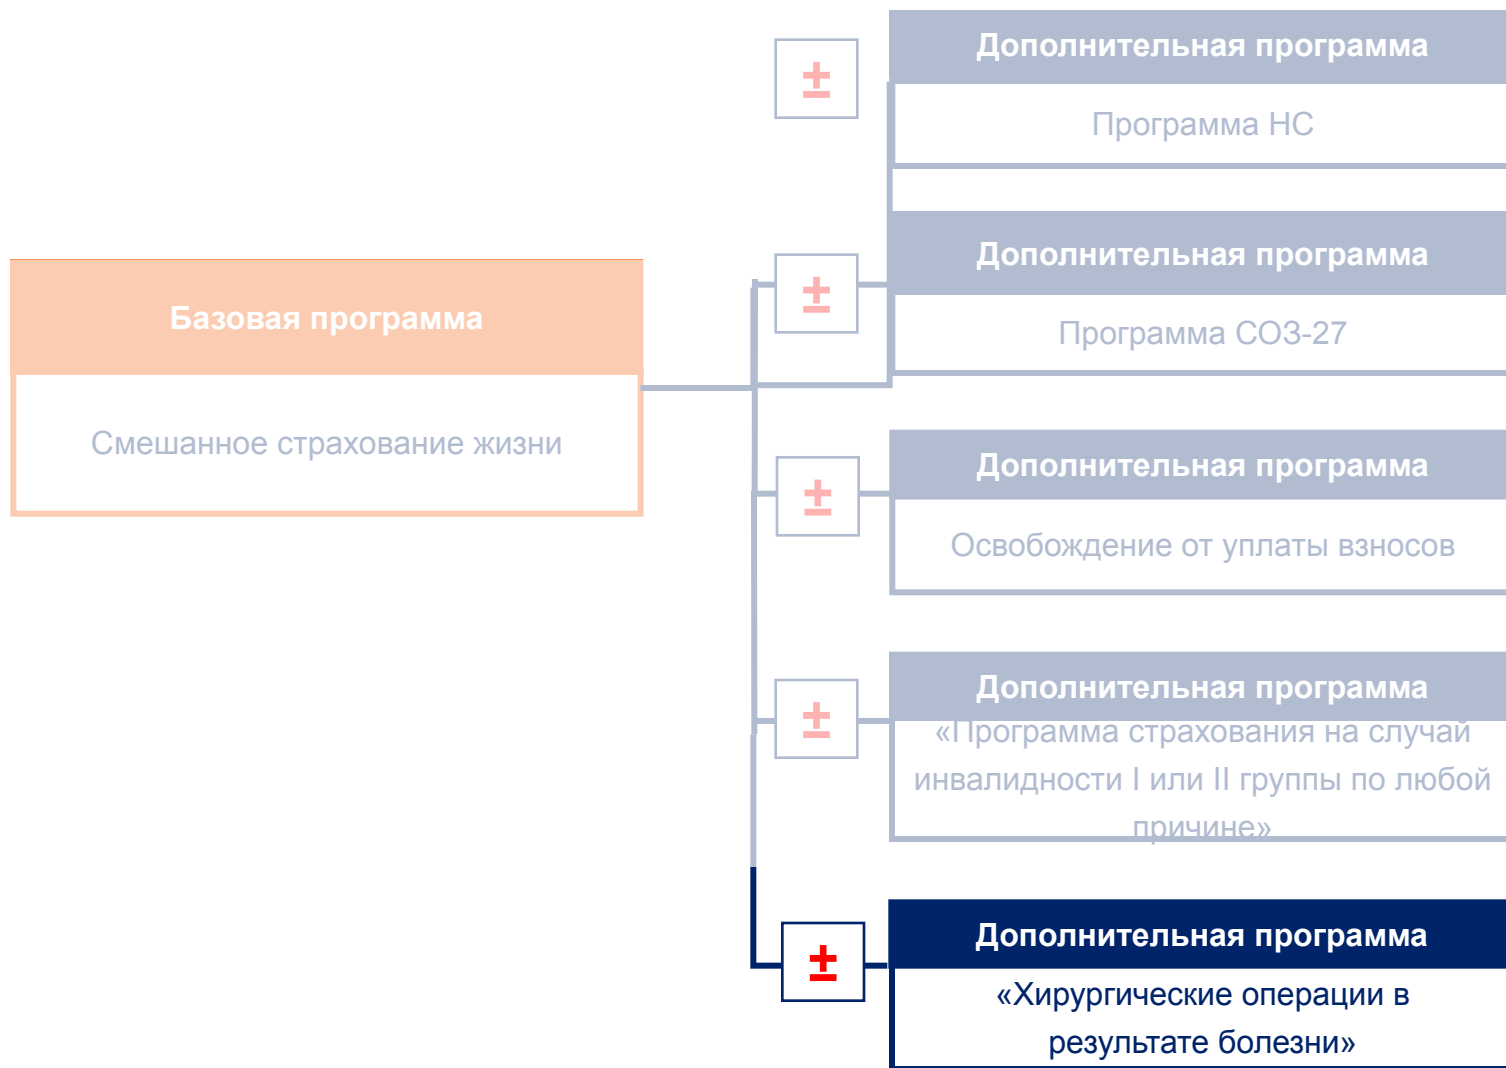 Дополнительная программа
±
Программа НС
Дополнительная программа
±
Базовая программа
Программа СОЗ-27
Смешанное страхование жизни
Дополнительная программа
±
Освобождение от уплаты взносов
Дополнительная программа
±
«Программа страхования на случай
инвалидности I или II группы по любой
причине»
Дополнительная программа
±
«Хирургические операции в
результате болезни»